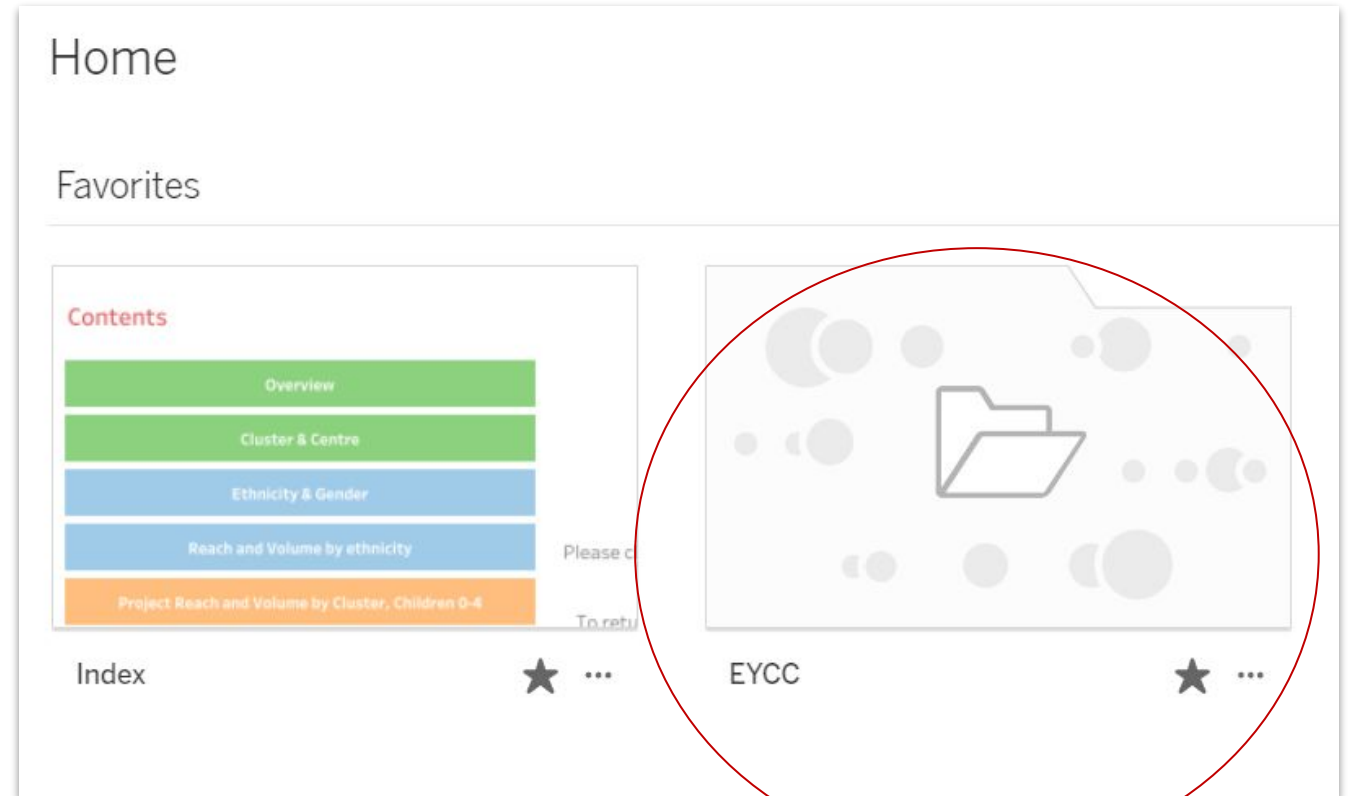 Home
Favorites
Contents
Overview
Cluster & Centre
Ethnicity & Gender
Reach and Volume by ethnicity
Please c
Project Reach and Volume by Cluster, Children 0-4
To retu
Index
EYCC